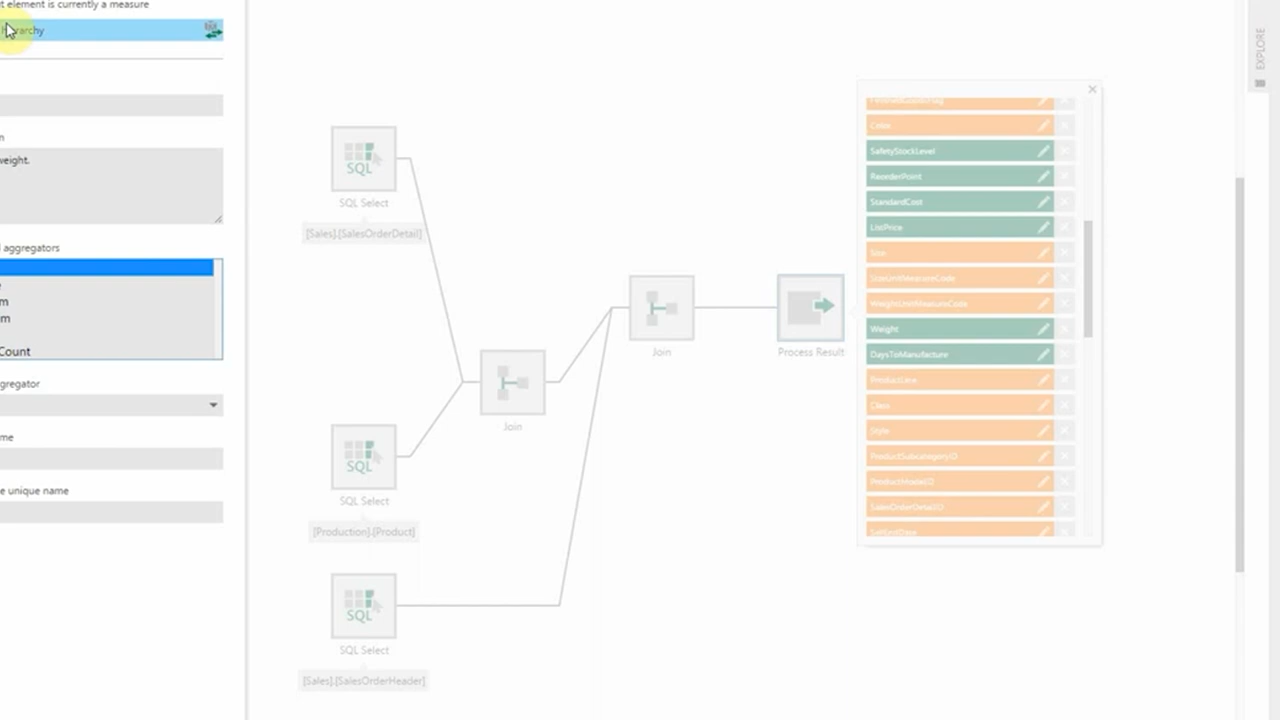 t element is currently a measure
hierarchy
n
weight.
l aggregators
m
m
Count
gregator
me
e unique name
SQL
SQL Select
[Sales].[SalesOrderDetail]
SQL
SQL Select
[Production].[Product]
SQL
SQL Select
[Sales].[SalesOrderHeader]
Join
Join
Process Result
Color
SafetyStockLevel
ReorderPoint
StandardCost
ListPrice
Size
SizeUnitMeasureCode
WeightUnitMeasureCode
Weight
DaysToManufacture
ProductLine
Class
Style
ProductSubcategoryID
ProductModelID
SalesOrderDetailID
EXPLORE